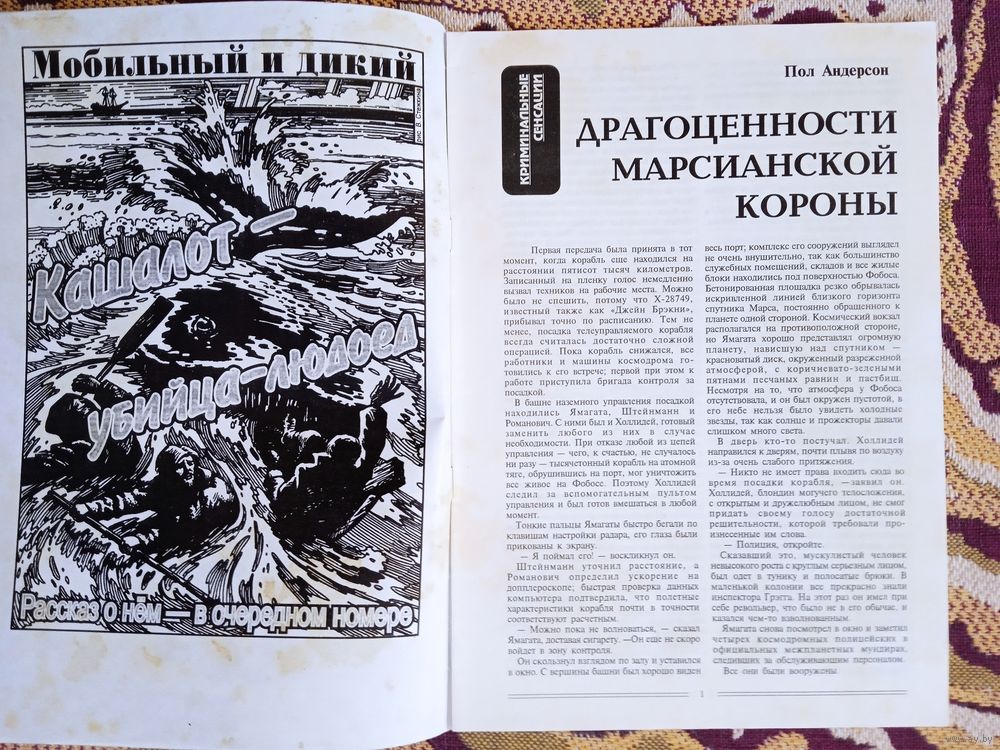 Мобильный и дикий
Кашалот –
убийца-людоед
Рассказ о нём — в очередном номере
КРИМИНАЛЬНЫЕ
СЕНСАЦИИ
Пол Андерсон
ДРАГОЦЕННОСТИ
МАРСИАНСКОЙ
КОРОНЫ
Первая передача была принята в тот
момент, когда корабль еще находился на
расстоянии пятисот тысяч километров.
Записанный на пленку голос немедленно
вызвал техников на рабочие места. Можно
было не спешить, потому что Х-28749,
известный также как «Джейн Брэкни»,
прибывал точно по расписанию. Тем не
менее, посадка телеуправляемого корабля
всегда считалась достаточно сложной
операцией. Пока корабль снижался, все
работники и машины космодрома го-
товились к его встрече; первой при этом к
работе приступила бригада контроля за
посадкой.
В башне наземного управления посадкой
находились Ямагата, Штейнманн и
Романович. С ними был и Холлидей, готовый
заменить любого из них в случае
необходимости. При отказе любой из цепей
управления — чего, к счастью, не случалось
ни разу — тысячетонный корабль на атомной
тяге, обрушившись на порт, мог уничтожить
все живое на Фобосе. Поэтому Холлидей
следил за вспомогательным пультом
управления и был готов вмешаться в любой
момент.
Тонкие пальцы Ямагаты быстро бегали по
клавишам настройки радара, его глаза были
прикованы к экрану.
— Я поймал его! — воскликнул он.
Штейнманн уточнил расстояние, а
Романович определил ускорение на
допплероскопе; быстрая проверка данных
компьютера подтвердила, что полетные
характеристики корабля почти в точности
соответствуют расчетным.
— Можно пока не волноваться, — сказал
Ямагата, доставая сигарету. —Он еще не скоро
войдет в зону контроля.
Он скользнул взглядом по залу и уставился
в окно. С вершины башни был хорошо виден
весь порт; комплекс его сооружений выглядел
не очень внушительно, так как большинство
служебных помещений, складов и все жилые
блоки находились под поверхностью Фобоса.
Бетонированная площадка резко обрывалась
искривленной линией близкого горизонта
спутника Марса, постоянно обращенного к
планете одной стороной. Космический вокзал
располагался на противоположной стороне,
но Ямагата хорошо представлял огромную
планету, нависшую над спутником —
красноватый диск, окруженный разреженной
атмосферой, с коричневато-зелеными
пятнами песчаных равнин и пастбищ.
Несмотря на то, что атмосфера у Фобоса
отсутствовала, и он был окружен пустотой, в
его небе нельзя было увидеть холодные
звезды, так как солнце и прожекторы давали
слишком много света.
В дверь кто-то постучал. Холлидей
направился к дверям, почти плывя по воздуху
из-за очень слабого притяжения.
— Никто не имеет права входить сюда во
время посадки корабля, —заявил он.
Холлидей, блондин могучего телосложения,
с открытым и дружелюбным лицом, не смог
придать своему голосу достаточной
решительности, которой требовали про-
изнесенные им слова.
— Полиция, откройте.
Сказавший это, мускулистый человек
невысокого роста с круглым серьезным лицом,
был одет в тунику и полосатые брюки. В
маленькой колонии все прекрасно знали
инспектора Грэгга. На этот раз он имел при
себе револьвер, что было не в его обычае, и
казался чем-то взволнованным.
Ямагата снова посмотрел в окно и заметил
четырех космодромных полицейских в
официальных межпланетных мундирах,
следивших за обслуживающим персоналом.
Все они были вооружены.
1